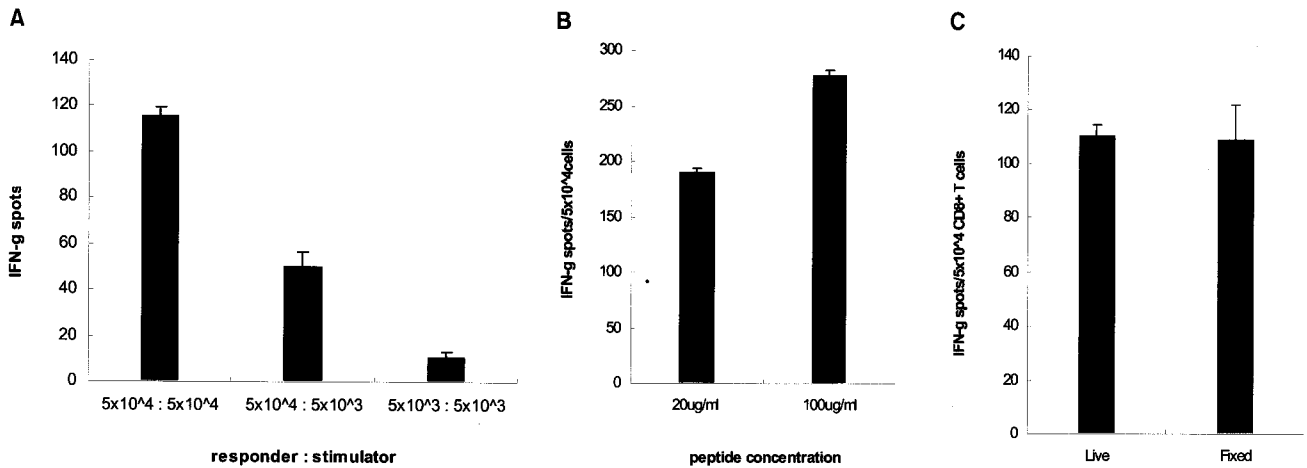 A
IFN-g spots
140
120
100
80
60
40
20
0
5x10^4 : 5x10^4
5x10^4 : 5x10^3
5x10^3 : 5x10^3
responder : stimulator
B
IFN-g spots/5x10^4cells
300
250
200
150
100
50
0
20ug/ml
100ug/ml
peptide concentration
C
IFN-g spots/5x10^4 CD8+ T cells
140
120
100
80
60
40
20
0
Live
Fixed